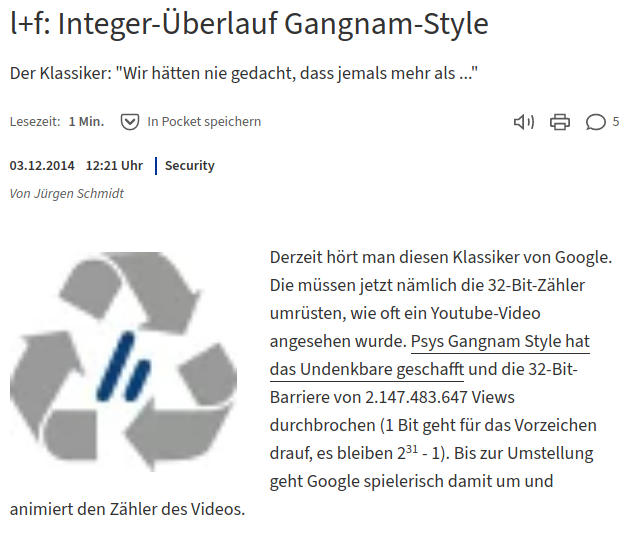 l+f: Integer-Überlauf Gangnam-Style
Der Klassiker: "Wir hätten nie gedacht, dass jemals mehr als ..."
Lesezeit: 1 Min. In Pocket speichern 5
03.12.2014 12:21 Uhr Security
Von Jürgen Schmidt
Derzeit hört man diesen Klassiker von Google.
Die müssen jetzt nämlich die 32-Bit-Zähler
umrüsten, wie oft ein Youtube-Video
angesehen wurde. Psys Gangnam Style hat
das Undenkbare geschafft und die 32-Bit-
Barriere von 2.147.483.647 Views
durchbrochen (1 Bit geht für das Vorzeichen
drauf, es bleiben 2³¹ - 1). Bis zur Umstellung
geht Google spielerisch damit um und
animiert den Zähler des Videos.